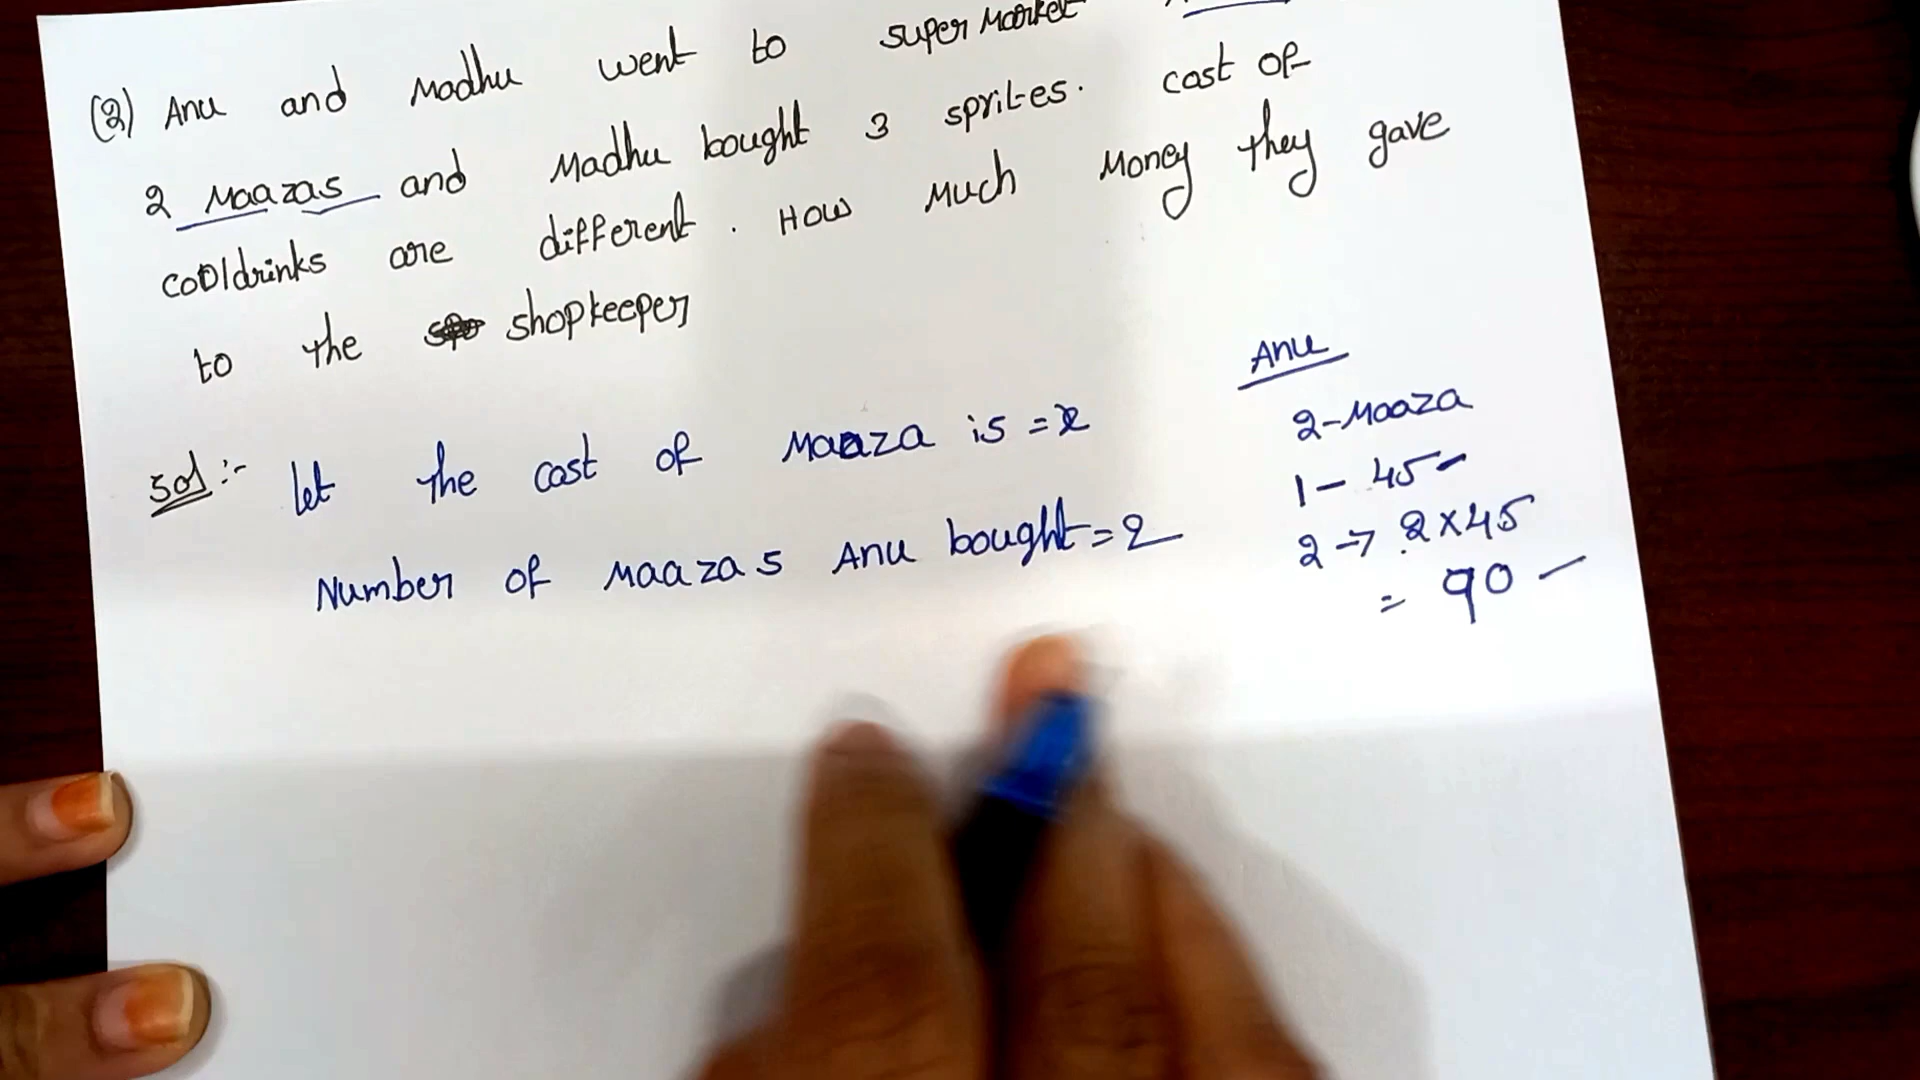 (2) Anu and Madhu went to super Market
2 Maazas and Madhu bought 3 sprites. cost of
cooldrinks are different. How Much Money they gave
to the shopkeeper
Sol:- let the cost of Maaza is = x
Number of Maazas Anu bought = 2
Anu
2-Maaza
1 - 45 -
2 → 2x45
= 90 -